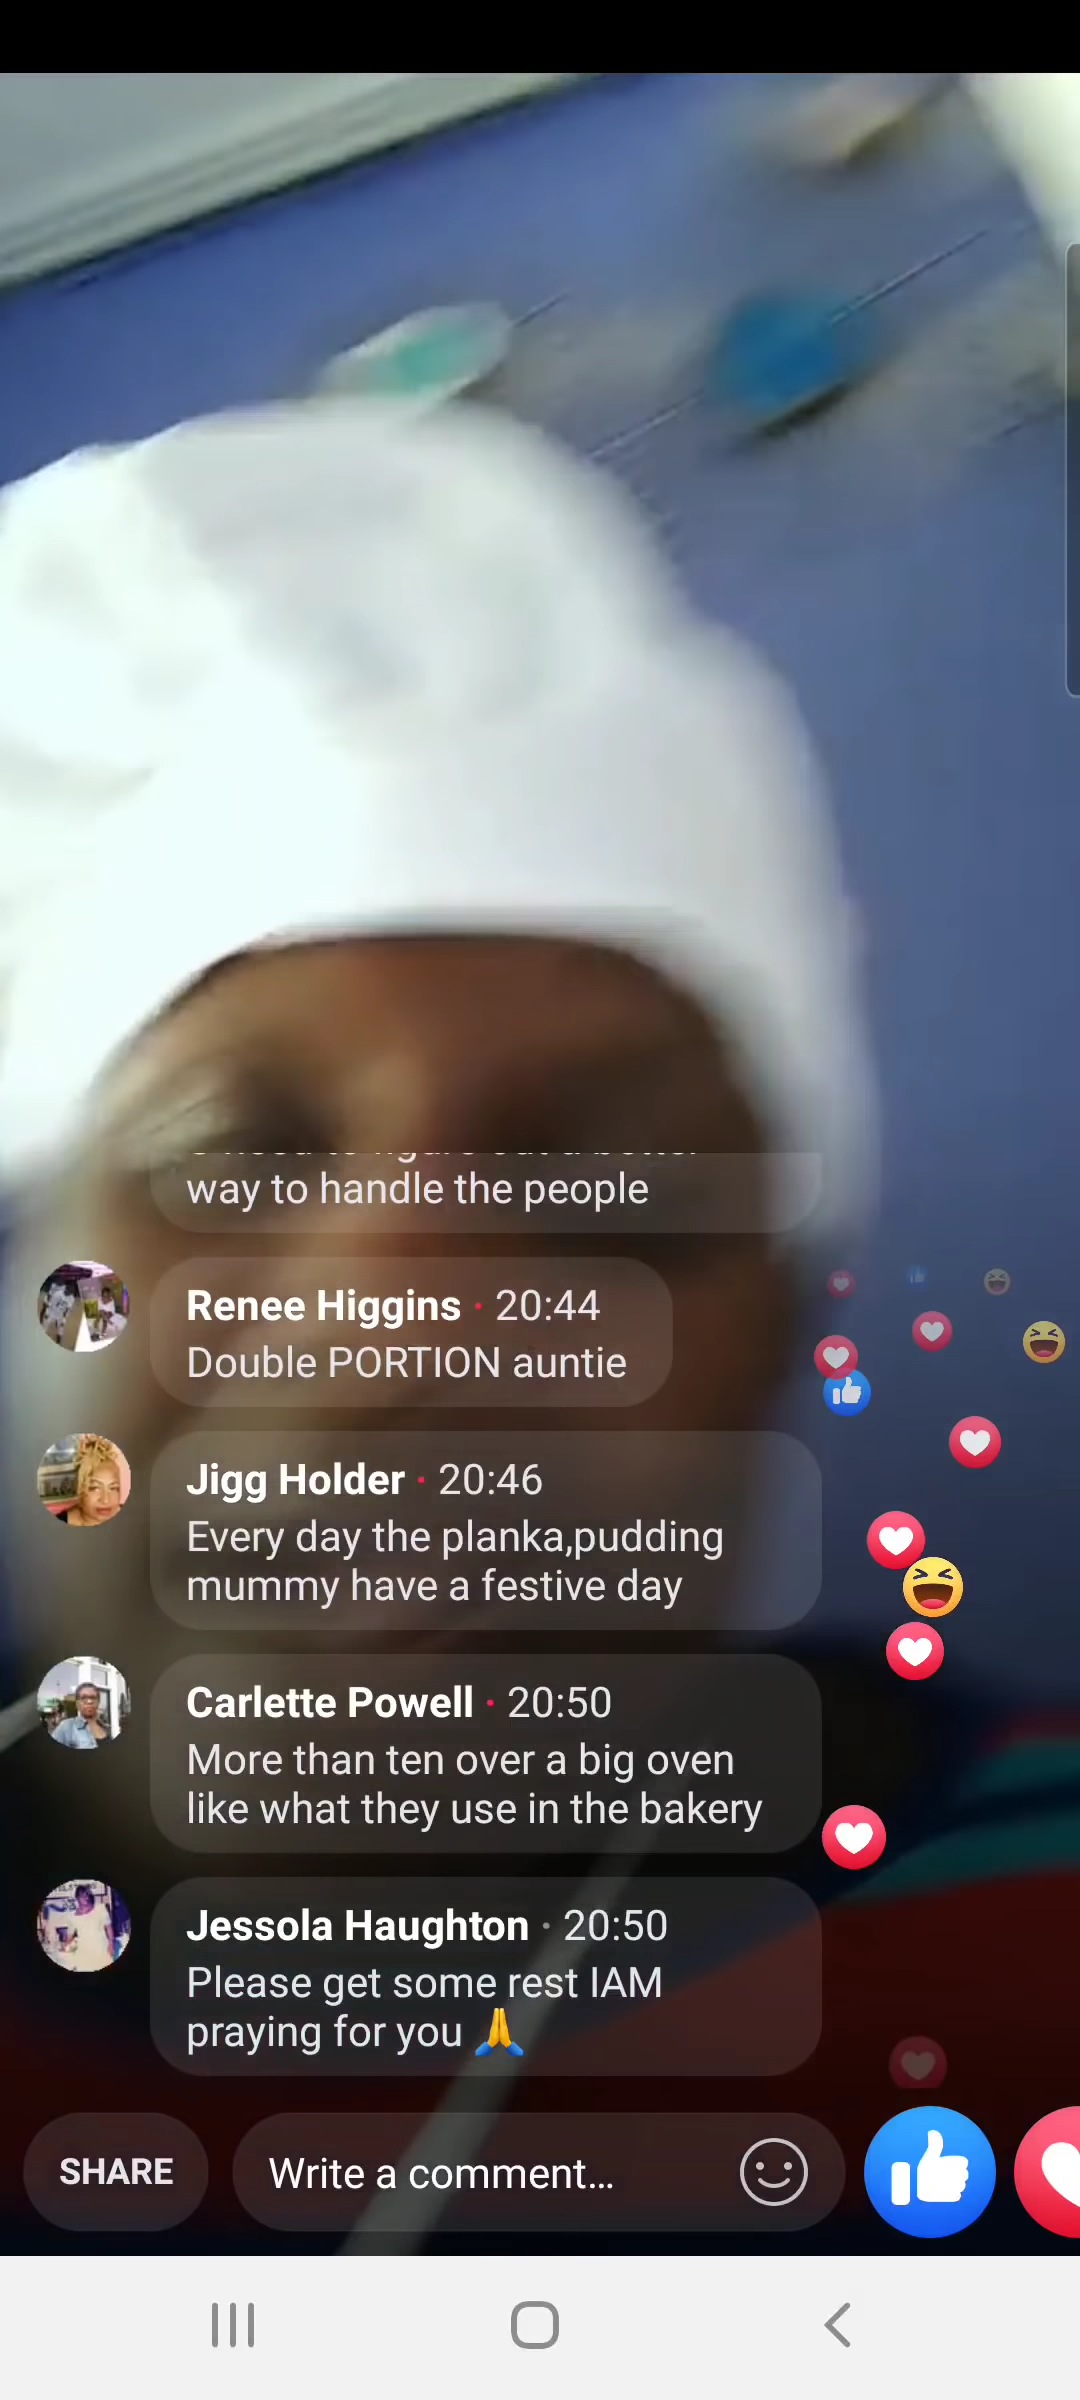 way to handle the people
Renee Higgins · 20:44
Double PORTION auntie
Jigg Holder · 20:46
Every day the planka,pudding
mummy have a festive day
Carlette Powell · 20:50
More than ten over a big oven
like what they use in the bakery
Jessola Haughton · 20:50
Please get some rest IAM
praying for you 🙏
SHARE
Write a comment...